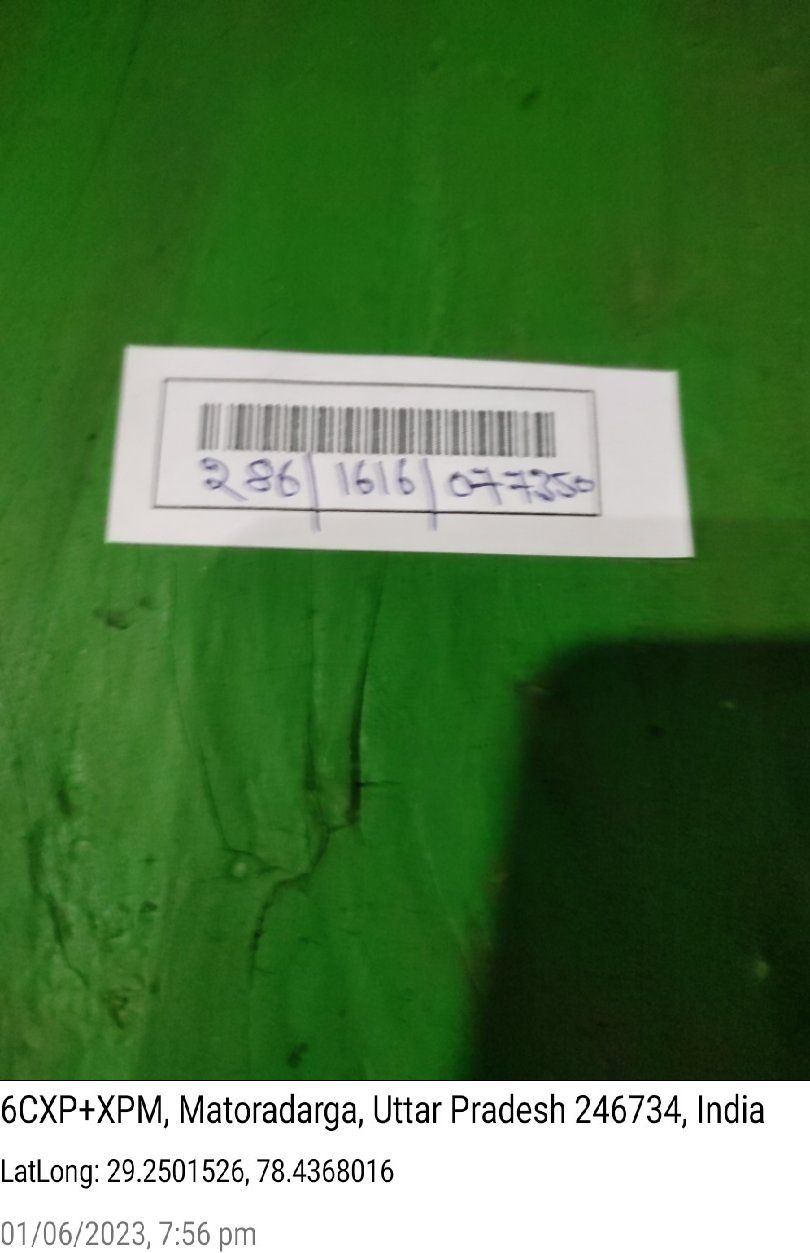 286/1616/077350
6CXP+XPM, Matoradarga, Uttar Pradesh 246734, India
LatLong: 29.2501526, 78.4368016
01/06/2023, 7:56 pm